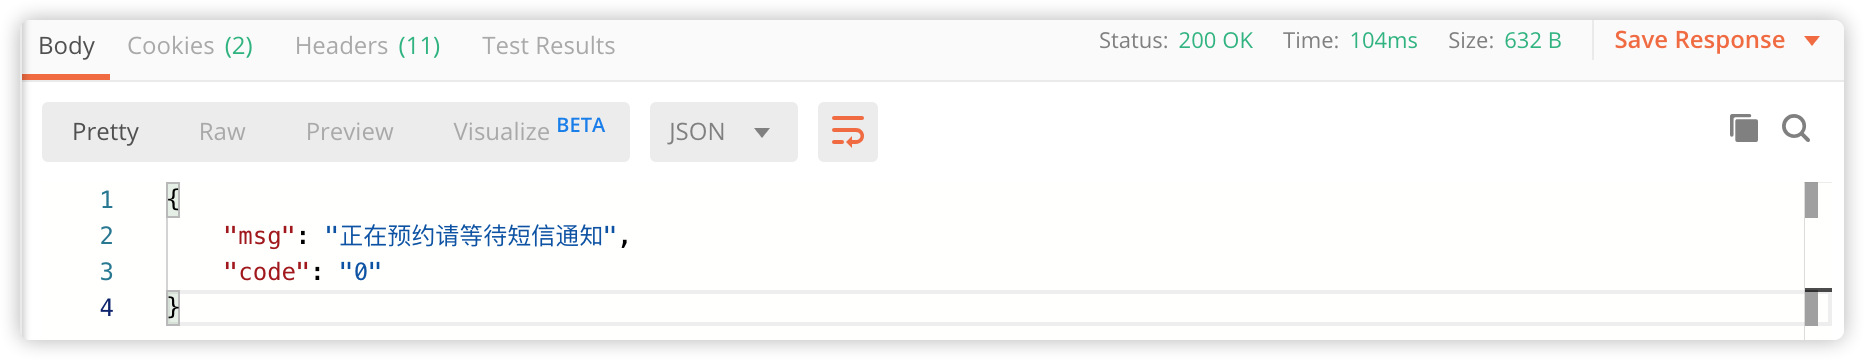 Body Cookies (2) Headers (11) Test Results Status: 200 OK Time: 104ms Size: 632 B Save Response
Pretty Raw Preview Visualize BETA JSON
1 {
2 "msg": "正在预约请等待短信通知",
3 "code": "0"
4 }